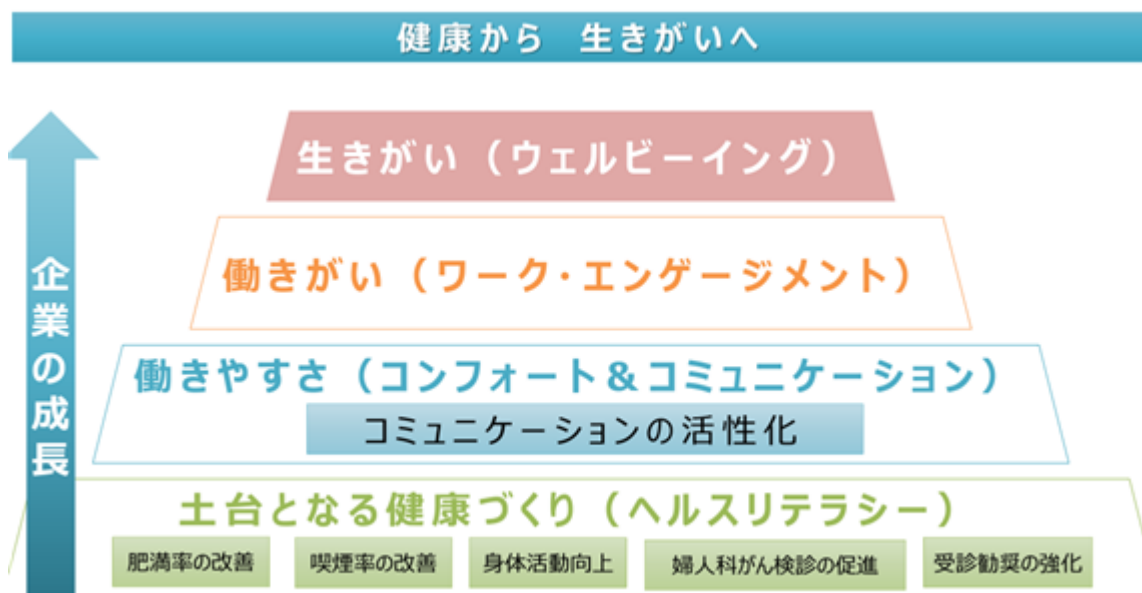 健康から 生きがいへ
企業の成長
生きがい（ウェルビーイング）
働きがい（ワーク・エンゲージメント）
働きやすさ（コンフォート＆コミュニケーション）
コミュニケーションの活性化
土台となる健康づくり（ヘルスリテラシー）
肥満率の改善
喫煙率の改善
身体活動向上
婦人科がん検診の促進
受診勧奨の強化